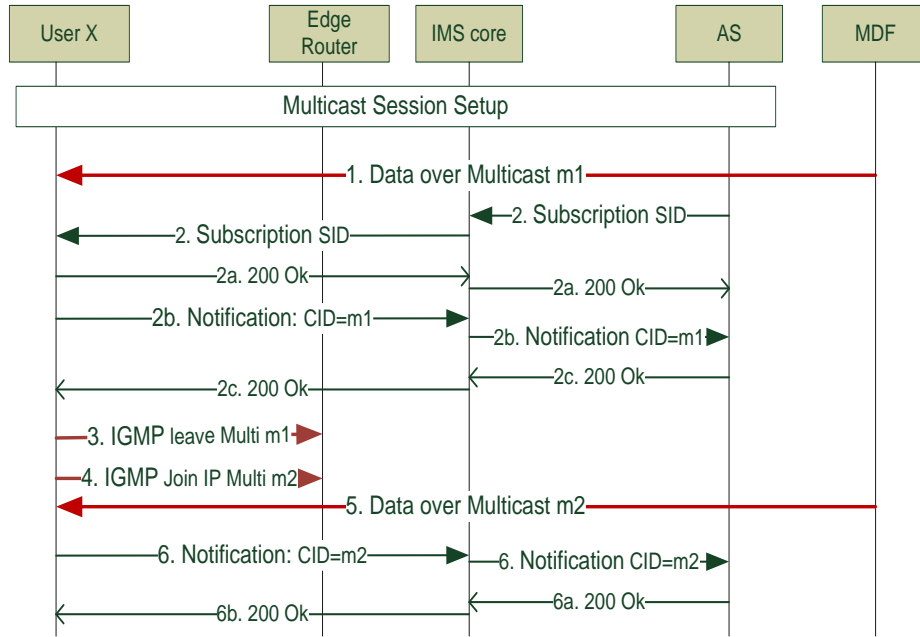 User X
Edge
Router
IMS core
AS
MDF
Multicast Session Setup
1. Data over Multicast m1
2. Subscription SID
2. Subscription SID
2a. 200 Ok
2a. 200 Ok
2b. Notification: CID=m1
2b. Notification CID=m1
2c. 200 Ok
2c. 200 Ok
3. IGMP leave Multi m1
4. IGMP Join IP Multi m2
5. Data over Multicast m2
6. Notification: CID=m2
6. Notification CID=m2
6a. 200 Ok
6b. 200 Ok